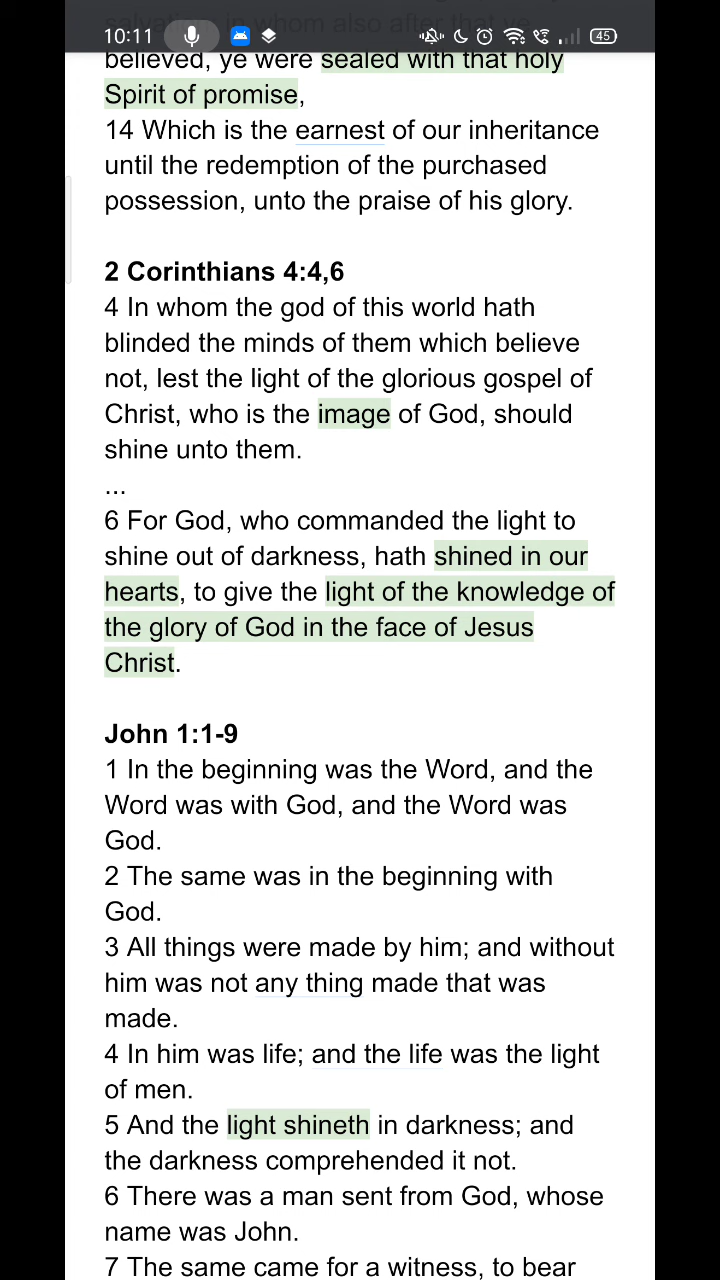 10:11
45
salvation: in whom also after that ye
believed, ye were sealed with that holy
Spirit of promise,
14 Which is the earnest of our inheritance
until the redemption of the purchased
possession, unto the praise of his glory.
2 Corinthians 4:4,6
4 In whom the god of this world hath
blinded the minds of them which believe
not, lest the light of the glorious gospel of
Christ, who is the image of God, should
shine unto them.
...
6 For God, who commanded the light to
shine out of darkness, hath shined in our
hearts, to give the light of the knowledge of
the glory of God in the face of Jesus
Christ.
John 1:1-9
1 In the beginning was the Word, and the
Word was with God, and the Word was
God.
2 The same was in the beginning with
God.
3 All things were made by him; and without
him was not any thing made that was
made.
4 In him was life; and the life was the light
of men.
5 And the light shineth in darkness; and
the darkness comprehended it not.
6 There was a man sent from God, whose
name was John.
7 The same came for a witness, to bear